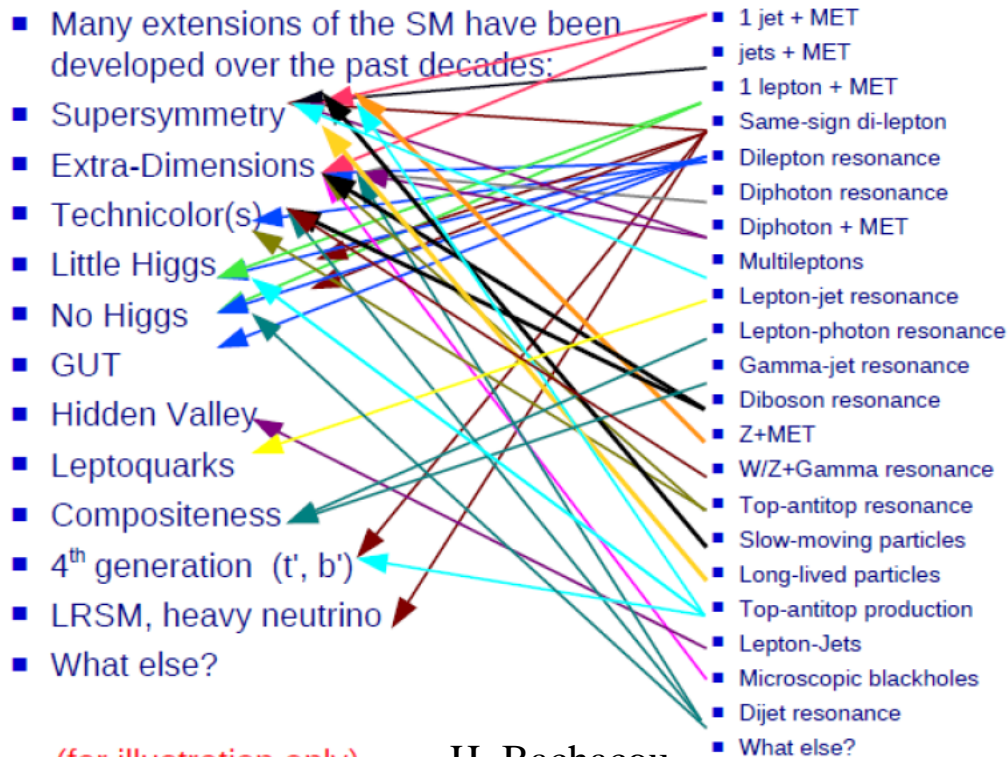 Many extensions of the SM have been
developed over the past decades:
Supersymmetry
Extra-Dimensions
Technicolor(s)
Little Higgs
No Higgs
GUT
Hidden Valley
Leptoquarks
Compositeness
4th generation (t', b')
LRSM, heavy neutrino
What else?
1 jet + MET
jets + MET
1 lepton + MET
Same-sign di-lepton
Dilepton resonance
Diphoton resonance
Diphoton + MET
Multileptons
Lepton-jet resonance
Lepton-photon resonance
Gamma-jet resonance
Diboson resonance
Z+MET
W/Z+Gamma resonance
Top-antitop resonance
Slow-moving particles
Long-lived particles
Top-antitop production
Lepton-Jets
Microscopic blackholes
Dijet resonance
What else?
(for illustration only)
H. Bachacou